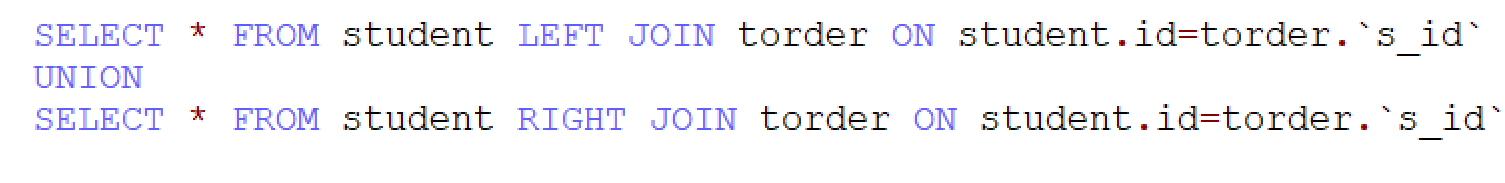 SELECT * FROM student LEFT JOIN torder ON student.id=torder.`s_id`
UNION
SELECT * FROM student RIGHT JOIN torder ON student.id=torder.`s_id`